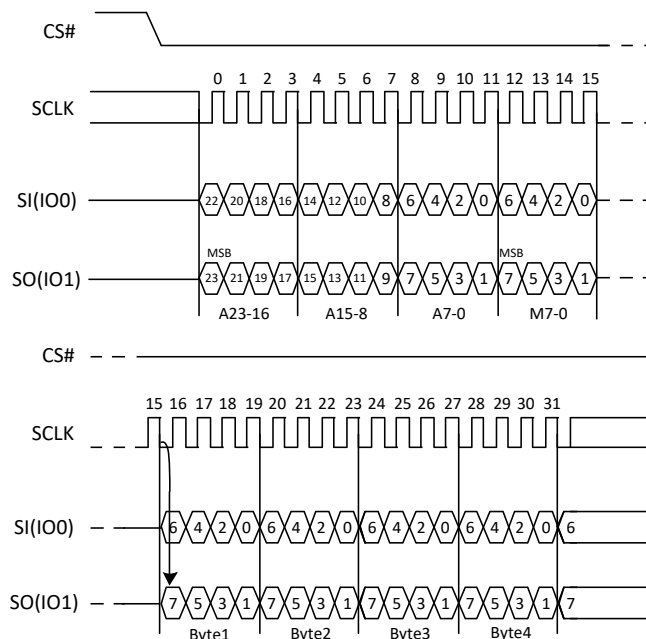 CS#
0 1 2 3 4 5 6 7 8 9 10 11 12 13 14 15
SCLK
SI(IO0) 22 20 18 16 14 12 10 8 6 4 2 0 6 4 2 0
MSB MSB
SO(IO1) 23 21 19 17 15 13 11 9 7 5 3 1 7 5 3 1
A23-16 A15-8 A7-0 M7-0
CS#
15 16 17 18 19 20 21 22 23 24 25 26 27 28 29 30 31
SCLK
SI(IO0) 6 4 2 0 6 4 2 0 6 4 2 0 6 4 2 0 6
SO(IO1) 7 5 3 1 7 5 3 1 7 5 3 1 7 5 3 1 7
Byte1 Byte2 Byte3 Byte4